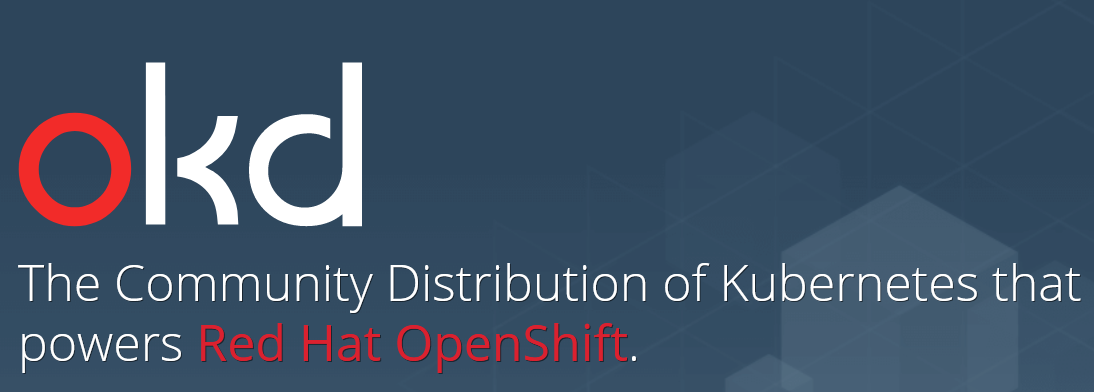 okd
The Community Distribution of Kubernetes that
powers Red Hat OpenShift.